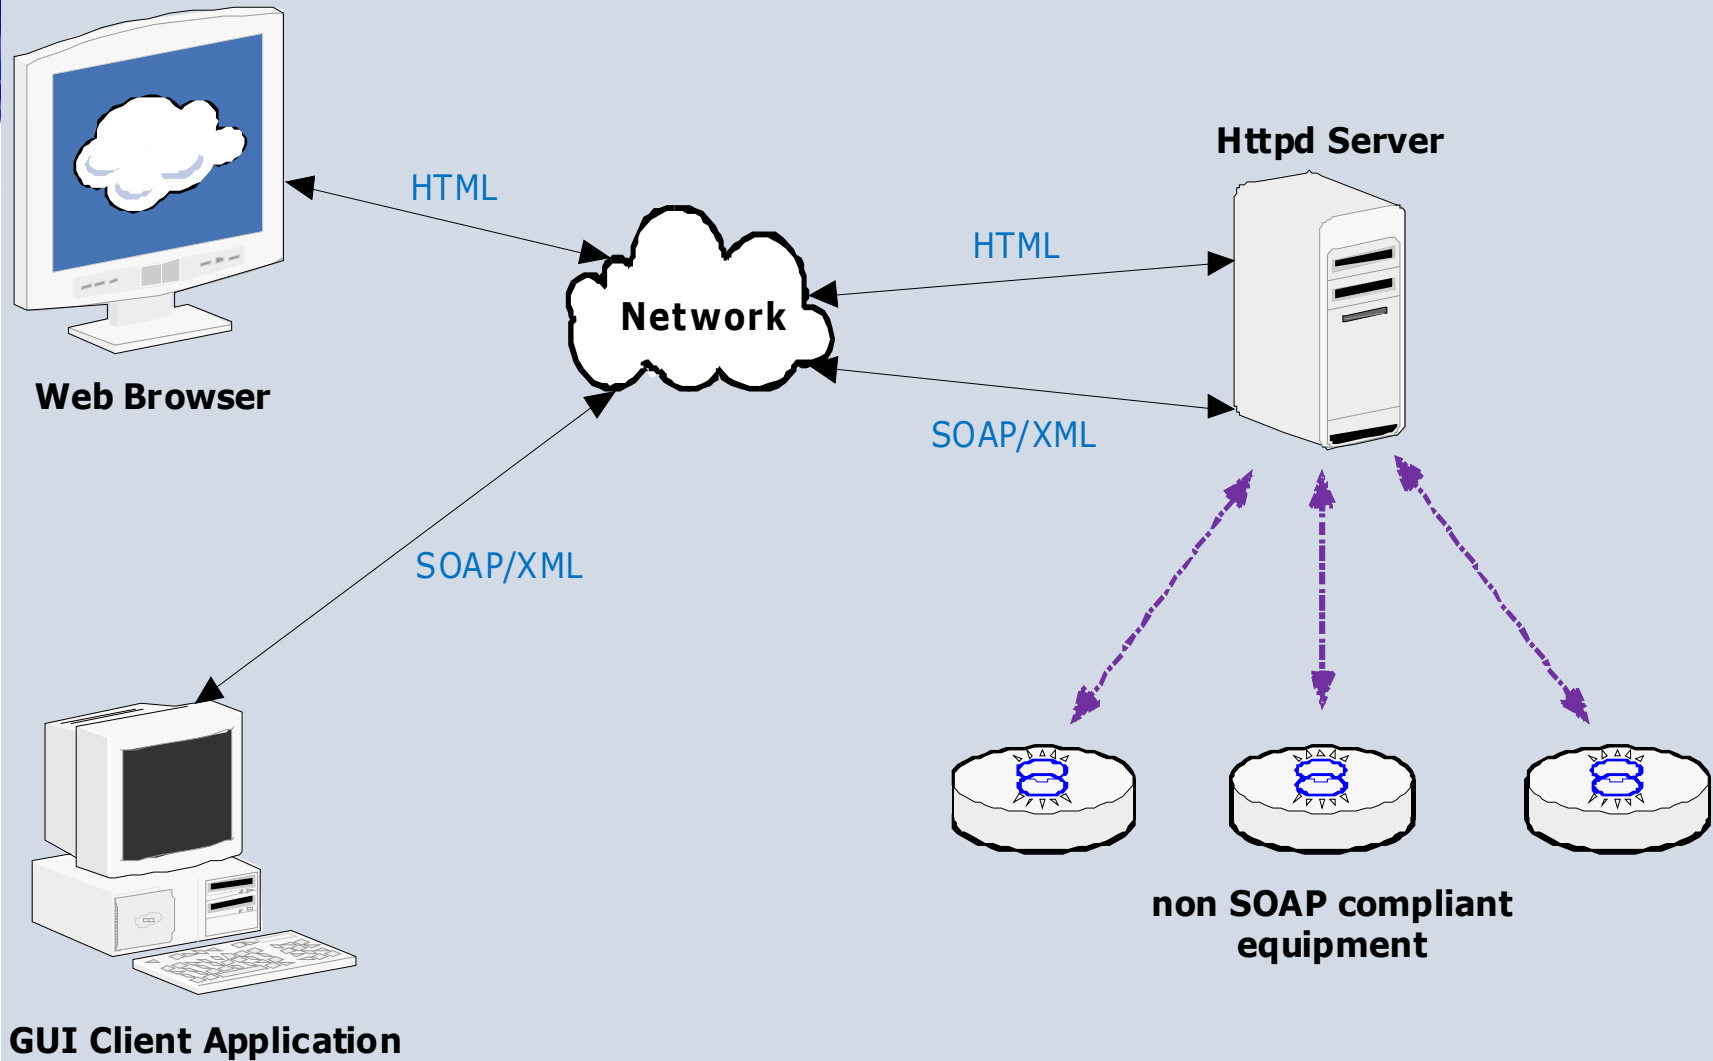 Httpd Server
HTML
HTML
Network
Web Browser
SOAP/XML
SOAP/XML
non SOAP compliant
equipment
GUI Client Application